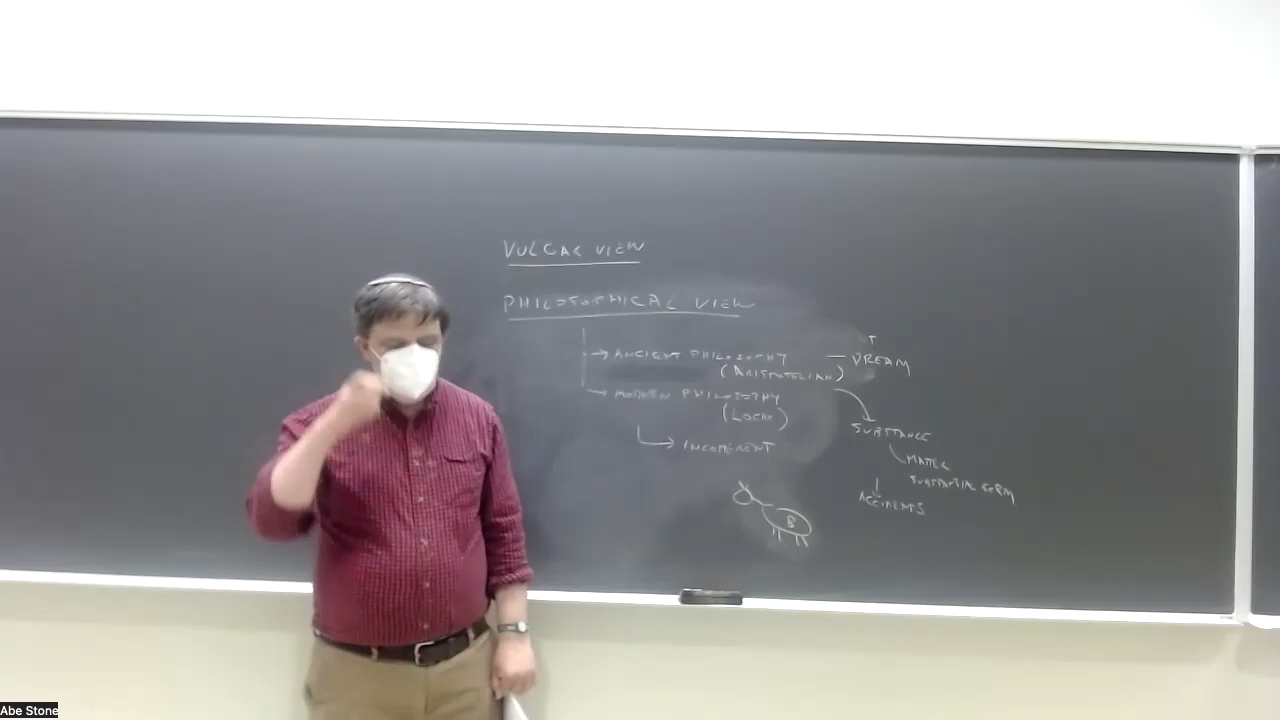 VULGAR VIEW
PHILOSOPHICAL VIEW
ANCIENT PHILOSOPHY — DREAM
(ARISTOTELIAN)
MODERN PHILOSOPHY
(LOCKE)
SUBSTANCE
INCOHERENT
MATTER
SUBSTANTIAL FORM
ACCIDENTS
B
Abe Stone